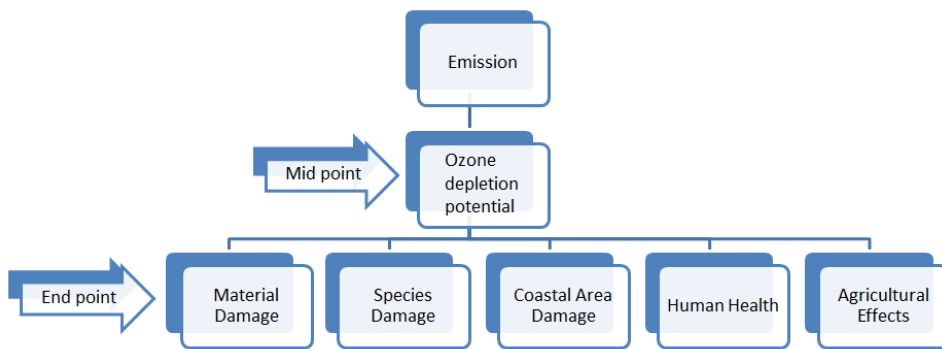 Emission
Mid point
Ozone
depletion
potential
End point
Material
Damage
Species
Damage
Coastal Area
Damage
Human Health
Agricultural
Effects